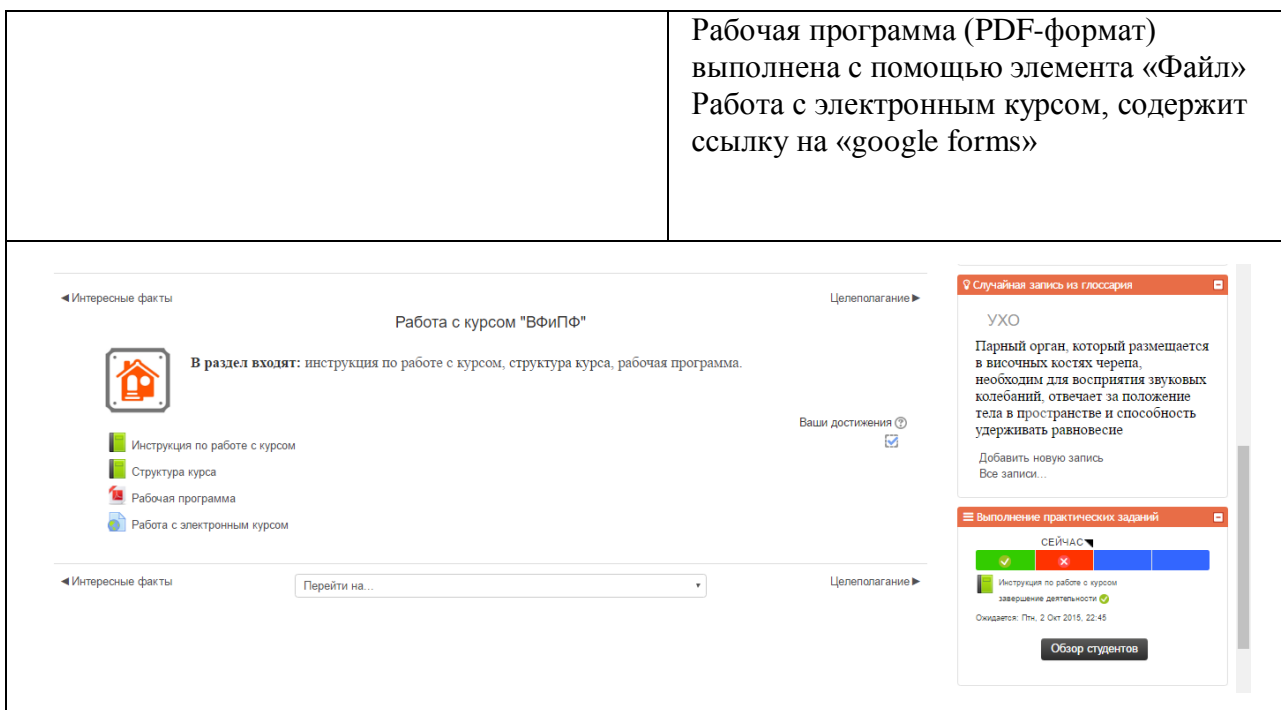 Рабочая программа (PDF-формат)
выполнена с помощью элемента «Файл»
Работа с электронным курсом, содержит
ссылку на «google forms»
◄Интересные факты
Целеполагание►
Работа с курсом "ВФиПФ"
В раздел входят: инструкция по работе с курсом, структура курса, рабочая программа.
Ваши достижения
Инструкция по работе с курсом
Структура курса
Рабочая программа
Работа с электронным курсом
◄Интересные факты
Перейти на...
Целеполагание►
Случайная запись из глоссария
УХО
Парный орган, который размещается
в височных костях черепа,
необходим для восприятия звуковых
колебаний, отвечает за положение
тела в пространстве и способность
удерживать равновесие
Добавить новую запись
Все записи...
Выполнение практических заданий
СЕЙЧАС
Инструкция по работе с курсом
завершение деятельности
Ожидается: Птн, 2 Окт 2015, 22:45
Обзор студентов